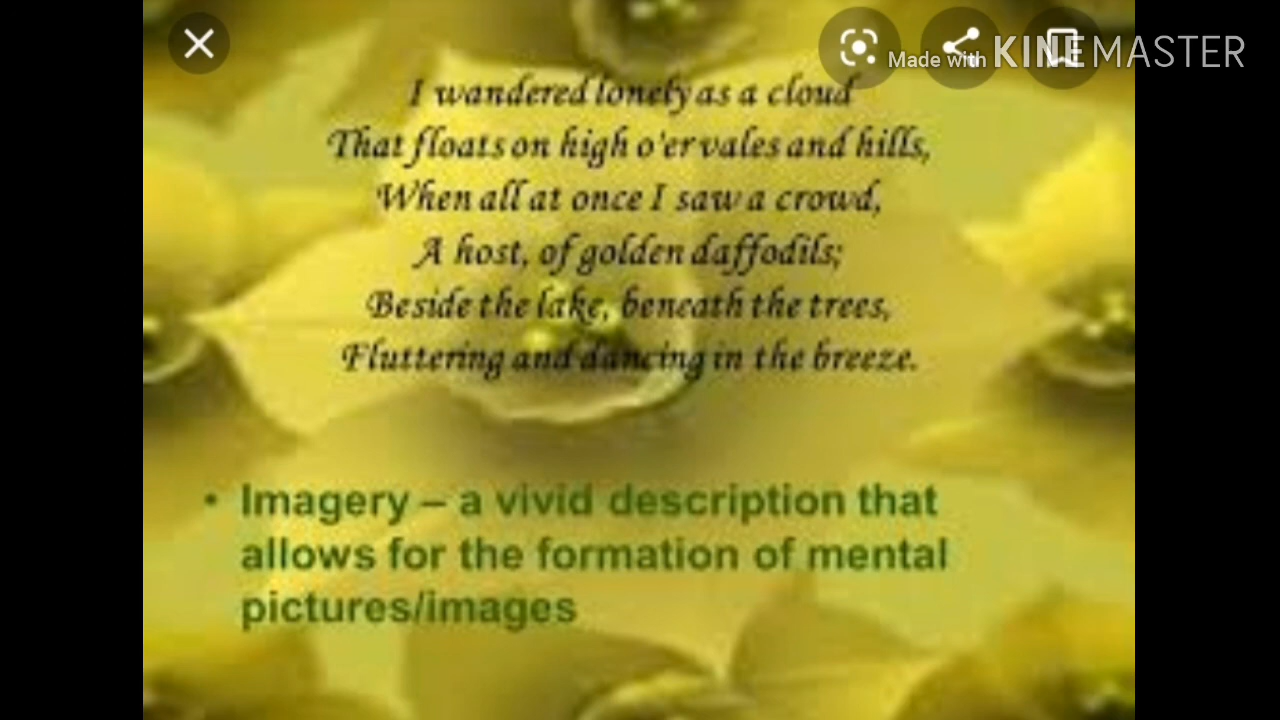 Made with KINEMASTER
I wandered lonely as a cloud
That floats on high o'er vales and hills,
When all at once I saw a crowd,
A host, of golden daffodils;
Beside the lake, beneath the trees,
Fluttering and dancing in the breeze.
• Imagery – a vivid description that
allows for the formation of mental
pictures/images